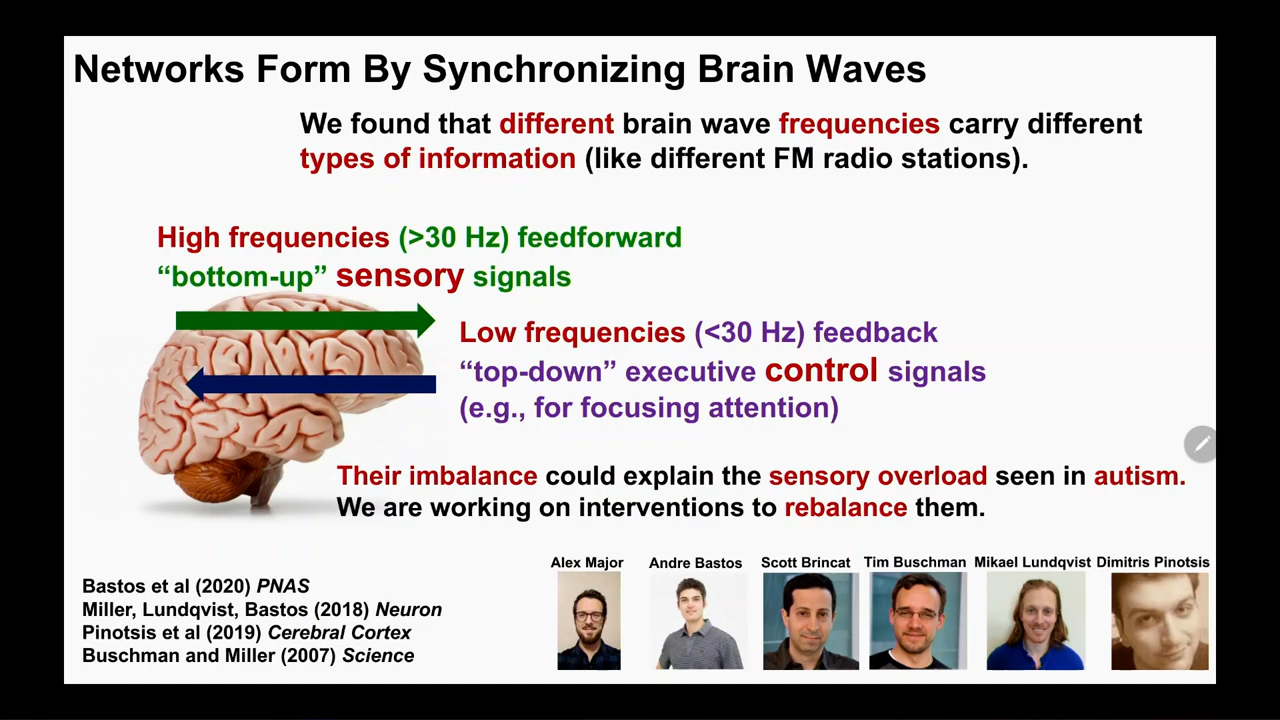 Networks Form By Synchronizing Brain Waves
We found that different brain wave frequencies carry different
types of information (like different FM radio stations).
High frequencies (>30 Hz) feedforward
“bottom-up” sensory signals
Low frequencies (<30 Hz) feedback
“top-down” executive control signals
(e.g., for focusing attention)
Their imbalance could explain the sensory overload seen in autism.
We are working on interventions to rebalance them.
Alex Major Andre Bastos Scott Brincat Tim Buschman Mikael Lundqvist Dimitris Pinotsis
Bastos et al (2020) PNAS
Miller, Lundqvist, Bastos (2018) Neuron
Pinotsis et al (2019) Cerebral Cortex
Buschman and Miller (2007) Science